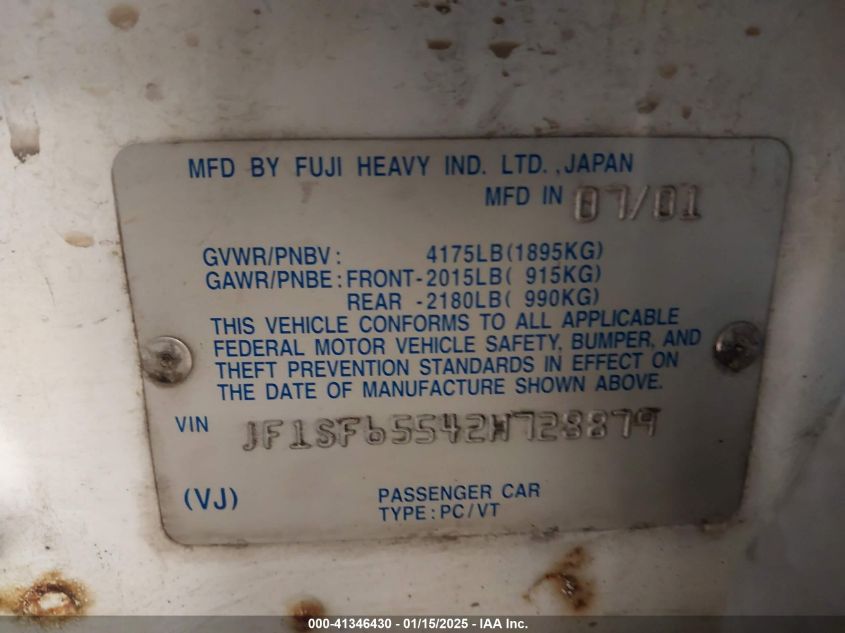 MFD BY FUJI HEAVY IND. LTD., JAPAN
MFD IN 07/01
GVWR/PNBV: 4175LB(1895KG)
GAWR/PNBE: FRONT-2015LB( 915KG)
REAR -2180LB( 990KG)
THIS VEHICLE CONFORMS TO ALL APPLICABLE
FEDERAL MOTOR VEHICLE SAFETY, BUMPER, AND
THEFT PREVENTION STANDARDS IN EFFECT ON
THE DATE OF MANUFACTURE SHOWN ABOVE.
VIN JF1SF65542H728879
(VJ) PASSENGER CAR
TYPE:PC/VT
000-41346430 - 01/15/2025 - IAA Inc.